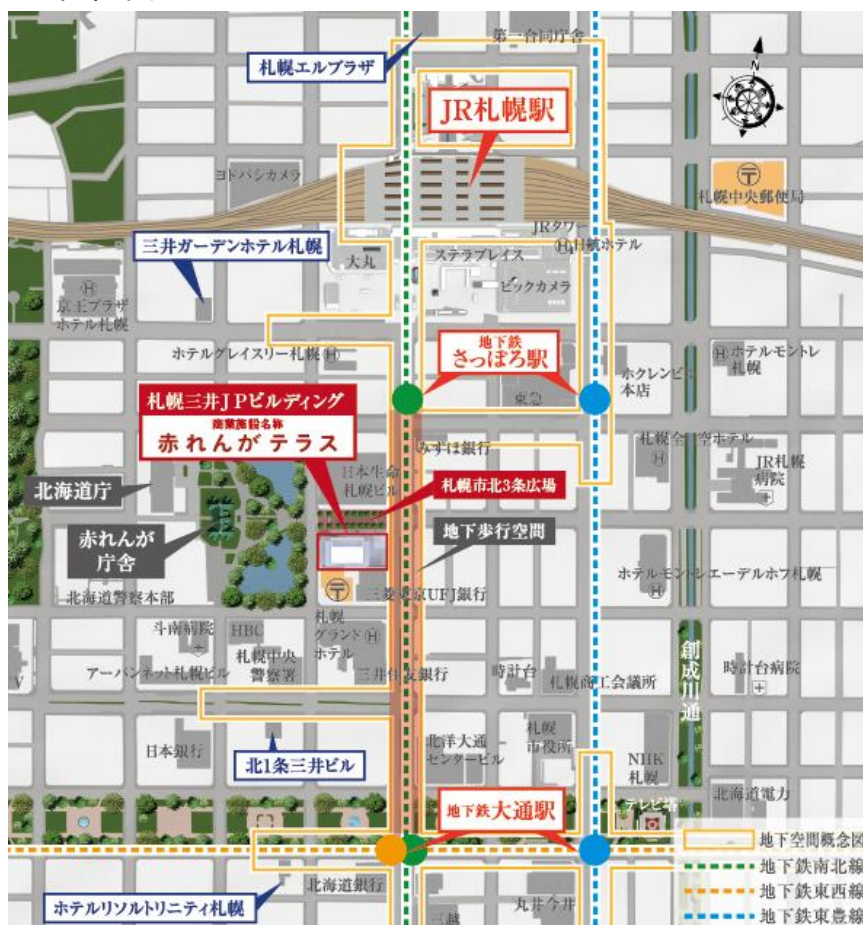 第一合同庁舎
札幌エルプラザ
N
JR札幌駅
ヨドバシカメラ
札幌中央郵便局
JRタワー
H日航ホテル
三井ガーデンホテル札幌
大丸
ステラプレイス
ビックカメラ
H
京王プラザ
ホテル札幌
ホテルグレイスリー札幌 H
地下鉄
さっぽろ駅
ホクレンビル
本店
H ホテルモントレ
札幌
東急
札幌三井JPビルディング
商業施設名称
赤れんがテラス
みずほ銀行
札幌全日空ホテル
H
JR札幌
病院
日本生命
札幌ビル
札幌市北3条広場
北海道庁
地下歩行空間
赤れんが
庁舎
ホテルモントレエーデルホフ札幌
H
北海道警察本部
三菱東京UFJ銀行
札幌
グランド H
ホテル
斗南病院
HBC
札幌中央
警察署
アーバンネット札幌ビル
三井住友銀行
時計台
札幌商工会議所
創成川通
時計台病院
V
日本銀行
北1条三井ビル
北洋大通
センタービル
札幌
市役所
NHK
札幌
テレビ塔
北海道電力
地下鉄 大通駅
地下空間概念図
地下鉄南北線
地下鉄東西線
地下鉄東豊線
北海道銀行
ホテルリソルトリニティ札幌
三越
丸井今井